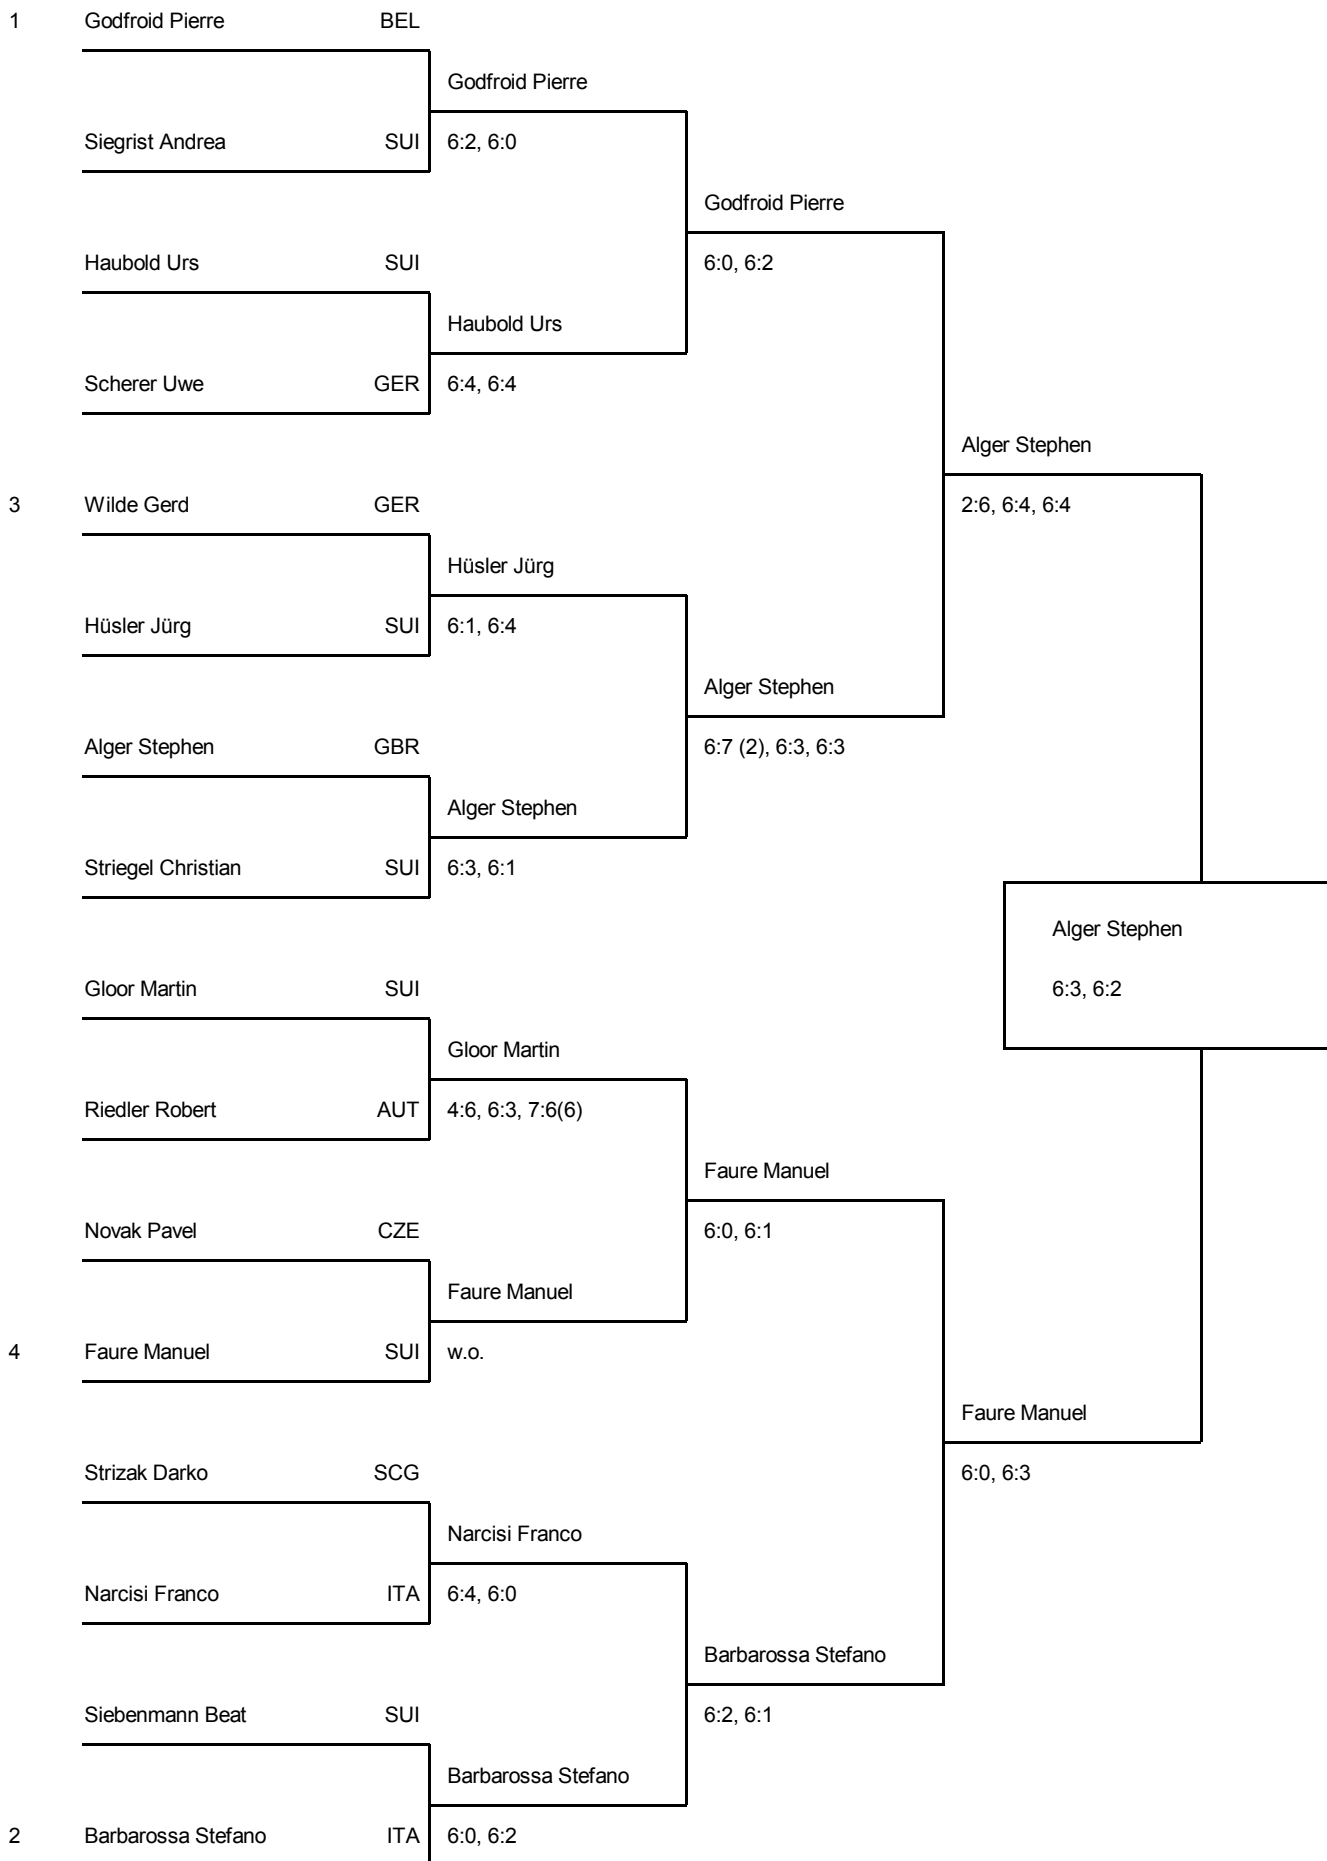 1 Godfroid Pierre BEL
Godfroid Pierre
Siegrist Andrea SUI 6:2, 6:0
Godfroid Pierre
Haubold Urs SUI 6:0, 6:2
Haubold Urs
Scherer Uwe GER 6:4, 6:4
Alger Stephen
3 Wilde Gerd GER 2:6, 6:4, 6:4
Hüsler Jürg
Hüsler Jürg SUI 6:1, 6:4
Alger Stephen
Alger Stephen GBR 6:7 (2), 6:3, 6:3
Alger Stephen
Striegel Christian SUI 6:3, 6:1
Alger Stephen
Gloor Martin SUI 6:3, 6:2
Gloor Martin
Riedler Robert AUT 4:6, 6:3, 7:6(6)
Faure Manuel
Novak Pavel CZE 6:0, 6:1
Faure Manuel
4 Faure Manuel SUI w.o.
Faure Manuel
Strizak Darko SCG 6:0, 6:3
Narcisi Franco
Narcisi Franco ITA 6:4, 6:0
Barbarossa Stefano
Siebenmann Beat SUI 6:2, 6:1
Barbarossa Stefano
2 Barbarossa Stefano ITA 6:0, 6:2